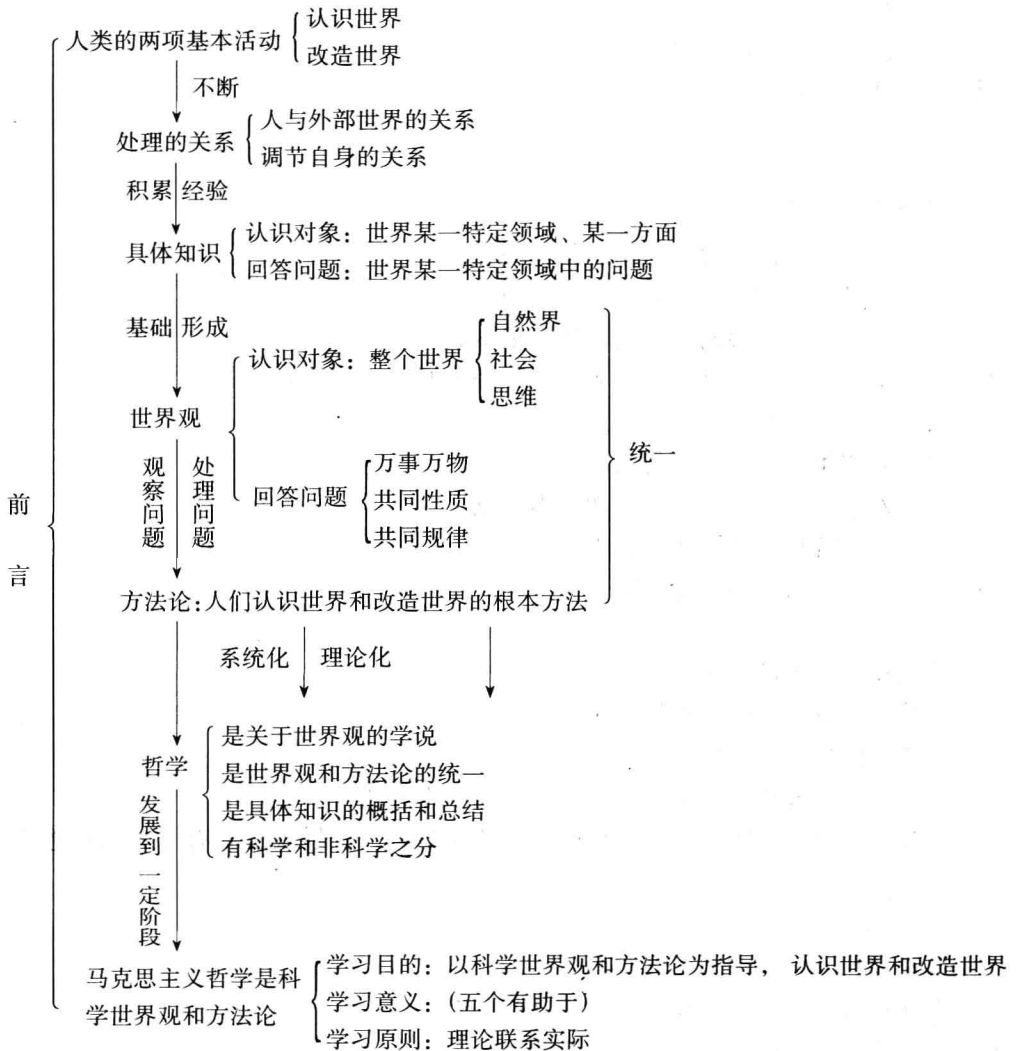 前言
人类的两项基本活动
认识世界
改造世界
不断
处理的关系
人与外部世界的关系
调节自身的关系
积累 经验
具体知识
认识对象：世界某一特定领域、某一方面
回答问题：世界某一特定领域中的问题
基础 形成
世界观
认识对象：整个世界
自然界
社会
思维
回答问题
万事万物
共同性质
共同规律
统一
观察问题
处理问题
方法论：人们认识世界和改造世界的根本方法
系统化 理论化
哲学
是关于世界观的学说
是世界观和方法论的统一
是具体知识的概括和总结
有科学和非科学之分
发展到一定阶段
马克思主义哲学是科
学世界观和方法论
学习目的：以科学世界观和方法论为指导， 认识世界和改造世界
学习意义：(五个有助于)
学习原则：理论联系实际